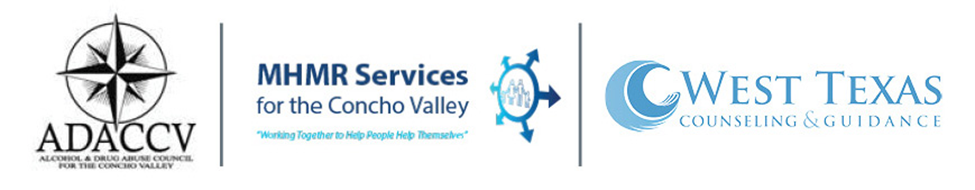 ADACCV
ALCOHOL & DRUG ABUSE COUNCIL
FOR THE CONCHO VALLEY
MHMR Services
for the Concho Valley
"Working Together to Help People Help Themselves"
WEST TEXAS
COUNSELING & GUIDANCE